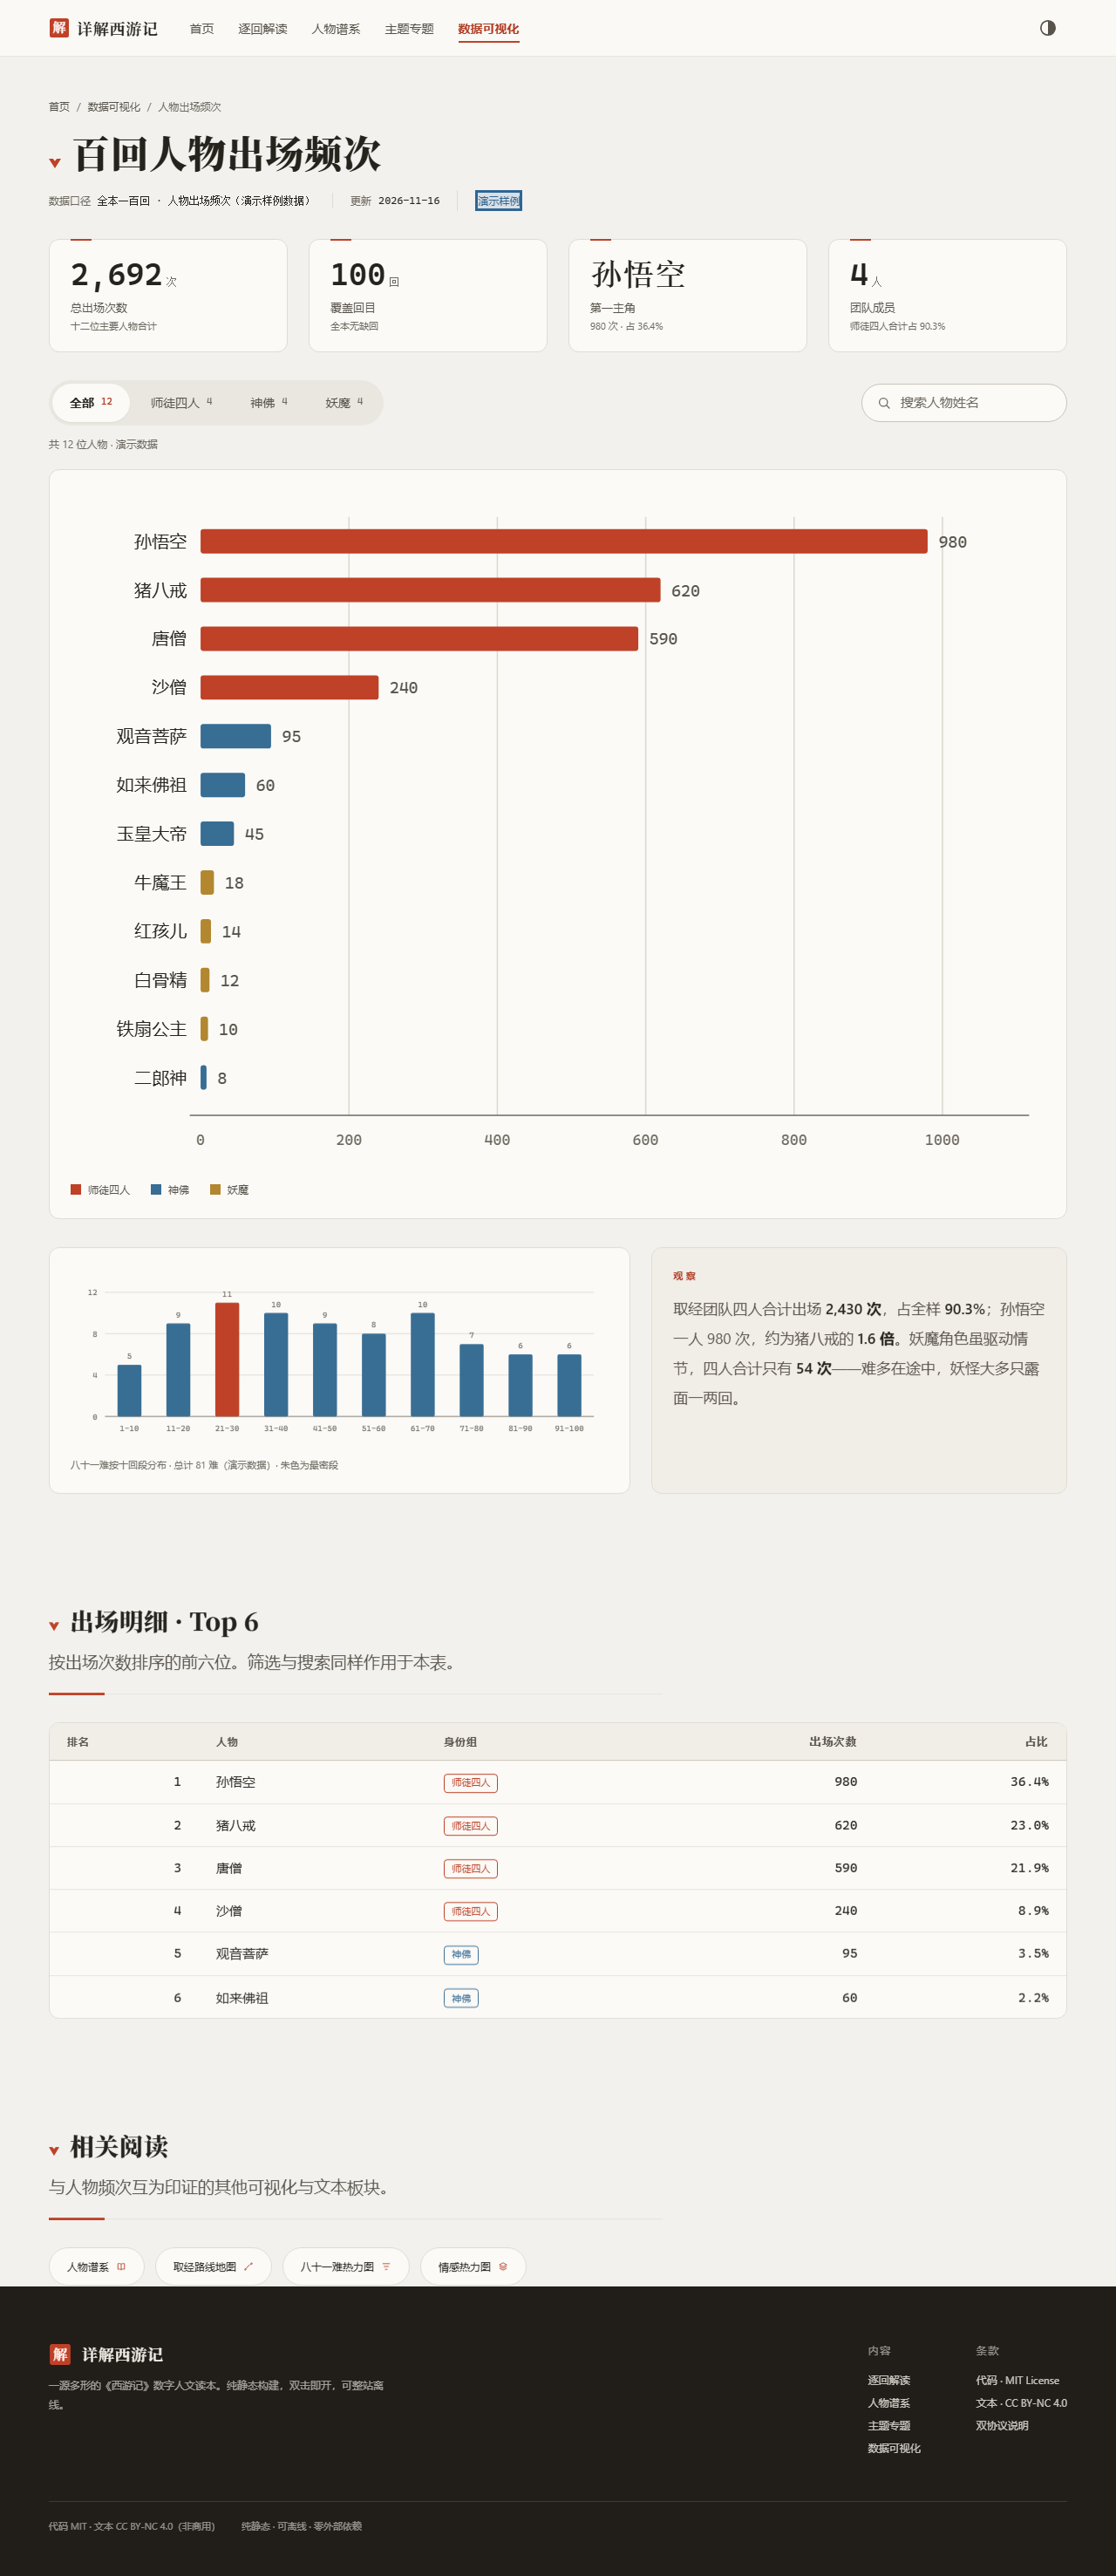 解 详解西游记 首页 逐回解读 人物谱系 主题专题 数据可视化
首页 / 数据可视化 / 人物出场频次
百回人物出场频次
数据口径 全本一百回 · 人物出场频次（演示样例数据） 更新 2026-11-16 演示样例
2,692 次
总出场次数
十二位主要人物合计
100 回
覆盖回目
全本无缺回
孙悟空
第一主角
980 次 · 占 36.4%
4 人
团队成员
师徒四人合计占 90.3%
全部 12 师徒四人 4 神佛 4 妖魔 4
搜索人物姓名
共 12 位人物 · 演示数据
孙悟空 980
猪八戒 620
唐僧 590
沙僧 240
观音菩萨 95
如来佛祖 60
玉皇大帝 45
牛魔王 18
红孩儿 14
白骨精 12
铁扇公主 10
二郎神 8
0 200 400 600 800 1000
师徒四人 神佛 妖魔
12
8
4
0
5 9 11 10 9 8 10 7 6 6
1-10 11-20 21-30 31-40 41-50 51-60 61-70 71-80 81-90 91-100
八十一难按十回段分布 · 总计 81 难（演示数据）· 朱色为最密段
观察
取经团队四人合计出场 2,430 次，占全样 90.3%；孙悟空
一人 980 次，约为猪八戒的 1.6 倍。妖魔角色虽驱动情
节，四人合计只有 54 次——难多在途中，妖怪大多只露
面一两回。
出场明细 · Top 6
按出场次数排序的前六位。筛选与搜索同样作用于本表。
排名 人物 身份组 出场次数 占比
1 孙悟空 师徒四人 980 36.4%
2 猪八戒 师徒四人 620 23.0%
3 唐僧 师徒四人 590 21.9%
4 沙僧 师徒四人 240 8.9%
5 观音菩萨 神佛 95 3.5%
6 如来佛祖 神佛 60 2.2%
相关阅读
与人物频次互为印证的其他可视化与文本板块。
人物谱系 取经路线地图 八十一难热力图 情感热力图
解 详解西游记
一源多形的《西游记》数字人文读本。纯静态构建，双击即开，可整站离
线。
内容
逐回解读
人物谱系
主题专题
数据可视化
条款
代码 · MIT License
文本 · CC BY-NC 4.0
双协议说明
代码 MIT · 文本 CC BY-NC 4.0（非商用） 纯静态 · 可离线 · 零外部依赖